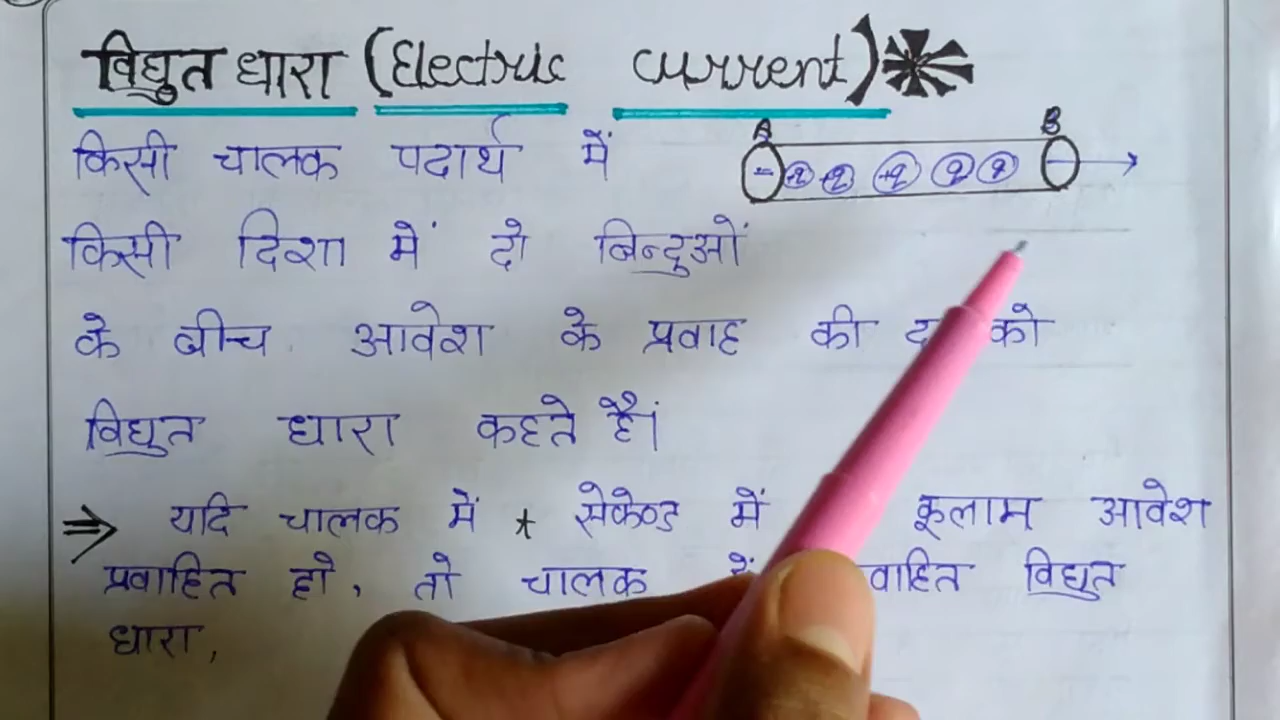 विद्युत धारा (Electric current)
A B
किसी चालक पदार्थ में
- +q +q +q q q
किसी दिशा में दो बिन्दुओं
के बीच आवेश के प्रवाह की को
विद्युत धारा कहते हैं।
⇒ यदि चालक में सेकेण्ड में कूलाम आवेश
प्रवाहित हो, तो चालक विद्युत
धारा,